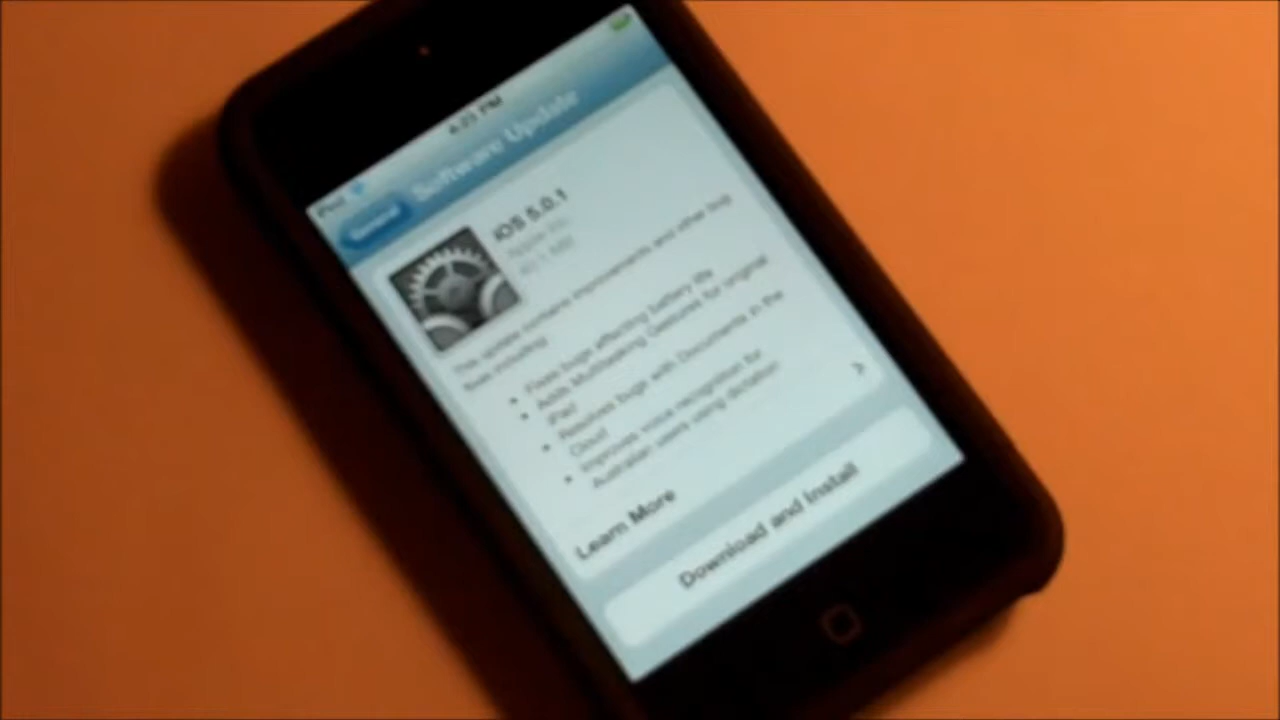 iPod
4:23 PM
General
Software Update
iOS 5.0.1
Apple Inc.
This update contains improvements and other bug
fixes including:
• Fixes bugs affecting battery life
• Adds Multitasking Gestures for original
iPad
• Resolves bugs with Documents in the
Cloud
• Improves voice recognition for
Australian users using dictation
Learn More
Download and Install